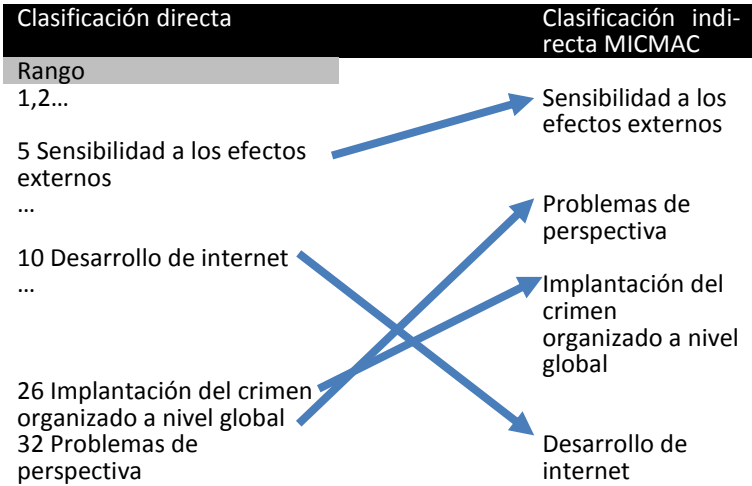 Clasificación directa
Clasificación indi-
recta MICMAC
Rango
1,2...
5 Sensibilidad a los efectos
externos
...
10 Desarrollo de internet
...
26 Implantación del crimen
organizado a nivel global
32 Problemas de
perspectiva
Sensibilidad a los
efectos externos
Problemas de
perspectiva
Implantación del
crimen
organizado a nivel
global
Desarrollo de
internet